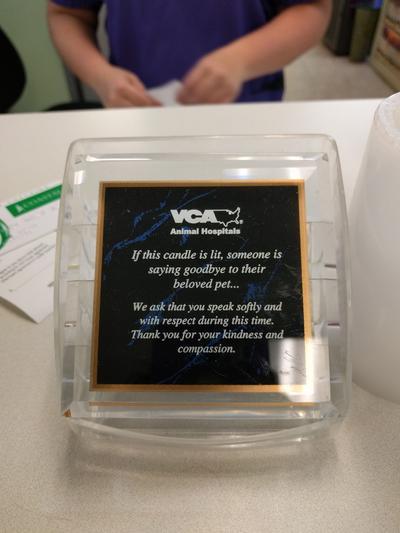 VCA®
Animal Hospitals
If this candle is lit, someone is
saying goodbye to their
beloved pet...
We ask that you speak softly and
with respect during this time.
Thank you for your kindness and
compassion.